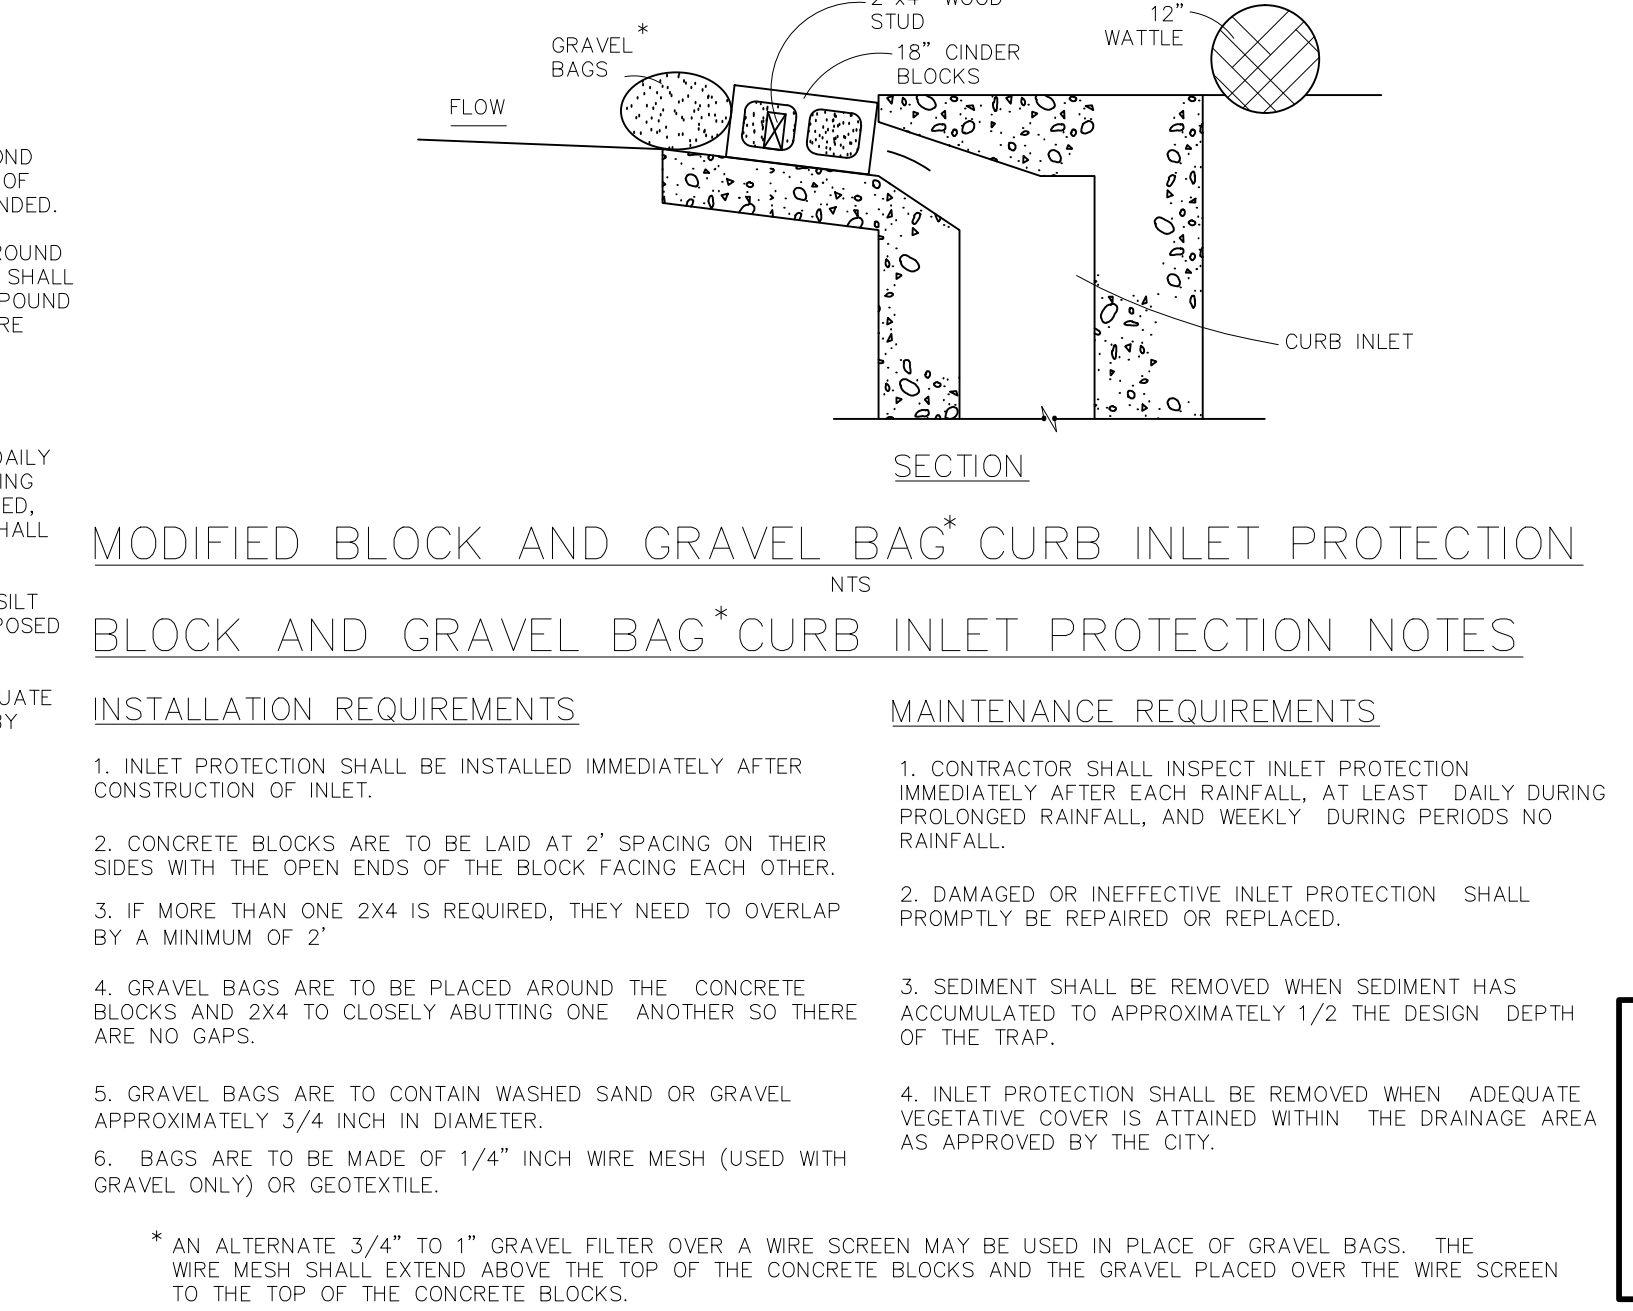 2"x4" WOOD
STUD
GRAVEL*
BAGS
18" CINDER
BLOCKS
12"
WATTLE
FLOW
OF
SHALL
DAILY
SILT
BY
CURB INLET
SECTION
MODIFIED BLOCK AND GRAVEL BAG* CURB INLET PROTECTION
NTS
BLOCK AND GRAVEL BAG* CURB INLET PROTECTION NOTES
INSTALLATION REQUIREMENTS
1. INLET PROTECTION SHALL BE INSTALLED IMMEDIATELY AFTER
CONSTRUCTION OF INLET.
2. CONCRETE BLOCKS ARE TO BE LAID AT 2' SPACING ON THEIR
SIDES WITH THE OPEN ENDS OF THE BLOCK FACING EACH OTHER.
3. IF MORE THAN ONE 2X4 IS REQUIRED, THEY NEED TO OVERLAP
BY A MINIMUM OF 2'
4. GRAVEL BAGS ARE TO BE PLACED AROUND THE CONCRETE
BLOCKS AND 2X4 TO CLOSELY ABUTTING ONE ANOTHER SO THERE
ARE NO GAPS.
5. GRAVEL BAGS ARE TO CONTAIN WASHED SAND OR GRAVEL
APPROXIMATELY 3/4 INCH IN DIAMETER.
6. BAGS ARE TO BE MADE OF 1/4" INCH WIRE MESH (USED WITH
GRAVEL ONLY) OR GEOTEXTILE.
MAINTENANCE REQUIREMENTS
1. CONTRACTOR SHALL INSPECT INLET PROTECTION
IMMEDIATELY AFTER EACH RAINFALL, AT LEAST DAILY DURING
PROLONGED RAINFALL, AND WEEKLY DURING PERIODS NO
RAINFALL.
2. DAMAGED OR INEFFECTIVE INLET PROTECTION SHALL
PROMPTLY BE REPAIRED OR REPLACED.
3. SEDIMENT SHALL BE REMOVED WHEN SEDIMENT HAS
ACCUMULATED TO APPROXIMATELY 1/2 THE DESIGN DEPTH
OF THE TRAP.
4. INLET PROTECTION SHALL BE REMOVED WHEN ADEQUATE
VEGETATIVE COVER IS ATTAINED WITHIN THE DRAINAGE AREA
AS APPROVED BY THE CITY.
* AN ALTERNATE 3/4" TO 1" GRAVEL FILTER OVER A WIRE SCREEN MAY BE USED IN PLACE OF GRAVEL BAGS. THE
WIRE MESH SHALL EXTEND ABOVE THE TOP OF THE CONCRETE BLOCKS AND THE GRAVEL PLACED OVER THE WIRE SCREEN
TO THE TOP OF THE CONCRETE BLOCKS.